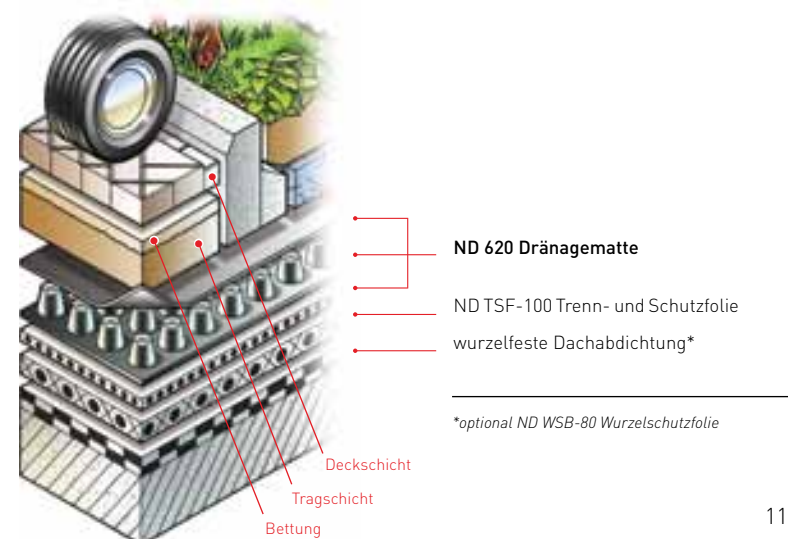 ND 620 Dränagematte
ND TSF-100 Trenn- und Schutzfolie
wurzelfeste Dachabdichtung*
*optional ND WSB-80 Wurzelschutzfolie
Deckschicht
Tragschicht
Bettung
11